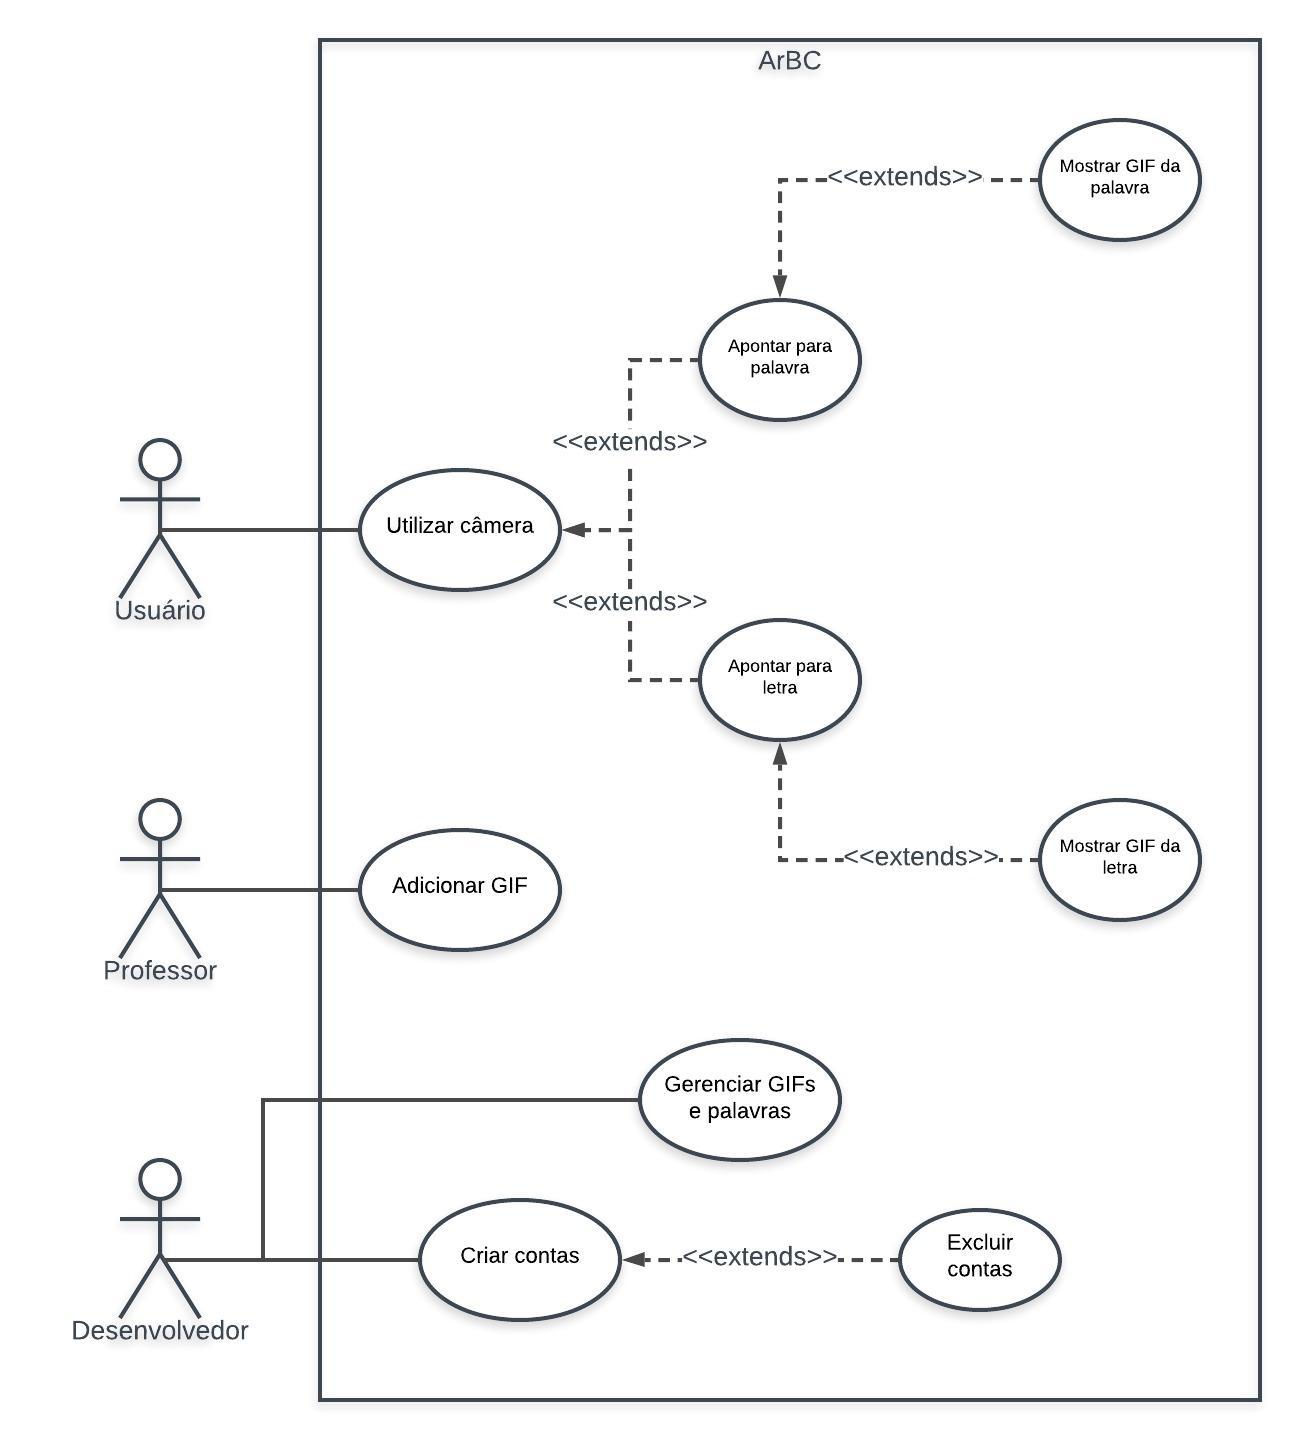 ArBC
<<extends>>
Mostrar GIF da
palavra
Apontar para
palavra
<<extends>>
Utilizar câmera
Usuário
<<extends>>
Apontar para
letra
Mostrar GIF da
letra
<<extends>>
Adicionar GIF
Professor
Gerenciar GIFs
e palavras
Criar contas
<<extends>>
Excluir
contas
Desenvolvedor